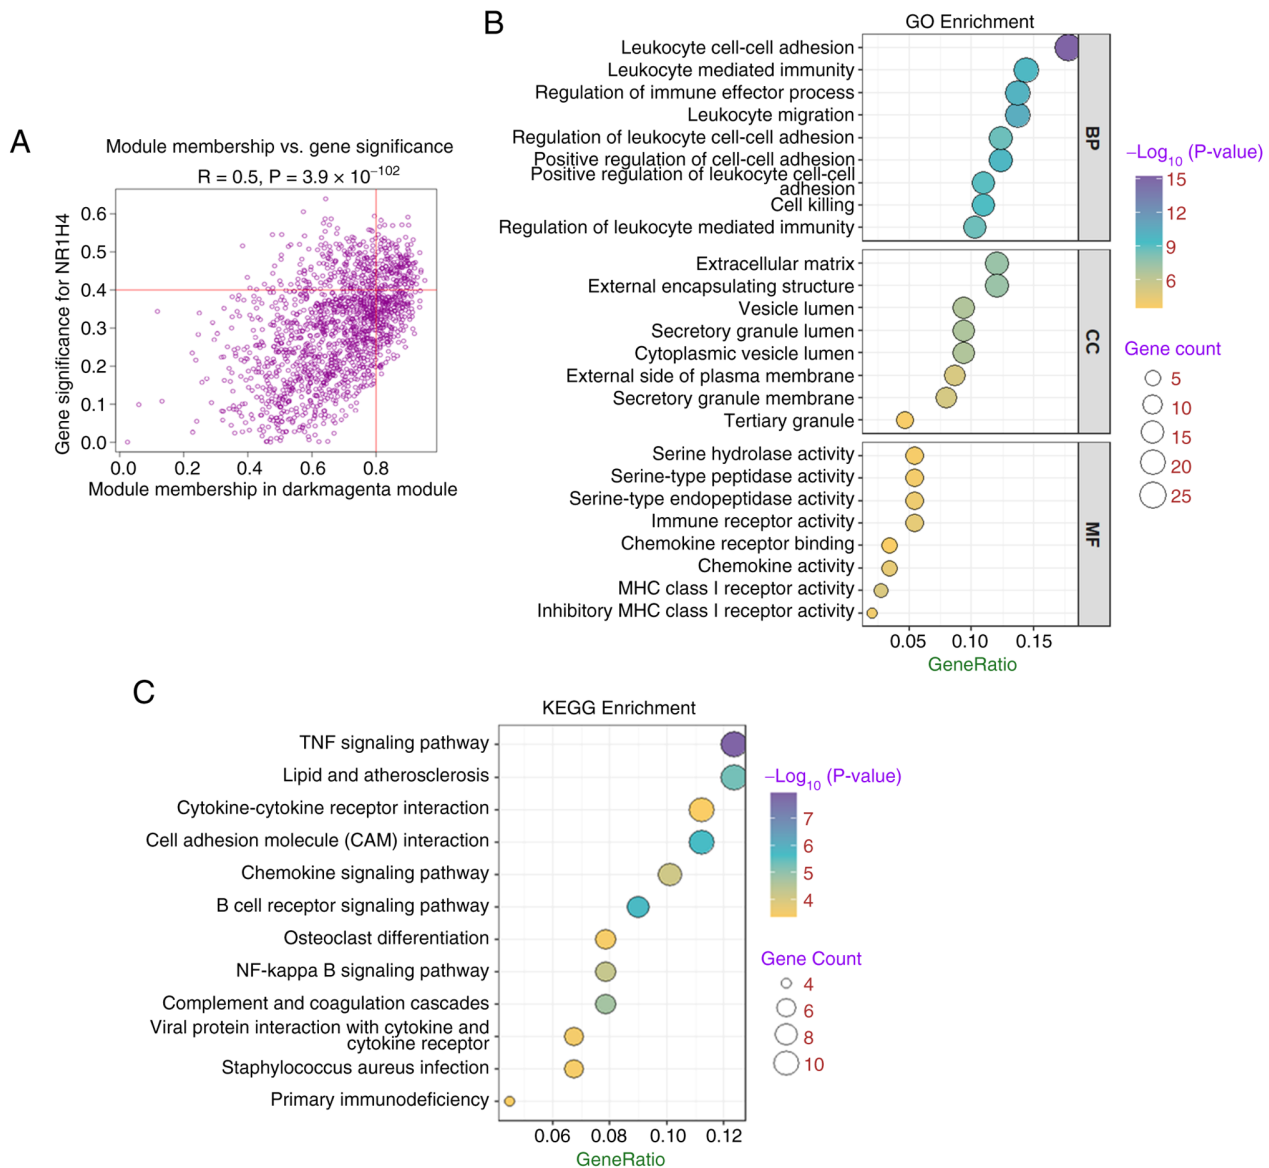 A
Module membership vs. gene significance
R = 0.5, P = 3.9 × 10⁻¹⁰²
Gene significance for NR1H4
0.6
0.5
0.4
0.3
0.2
0.1
0.0
0.0 0.2 0.4 0.6 0.8
Module membership in darkmagenta module
B
GO Enrichment
Leukocyte cell-cell adhesion
Leukocyte mediated immunity
Regulation of immune effector process
Leukocyte migration
Regulation of leukocyte cell-cell adhesion
Positive regulation of cell-cell adhesion
Positive regulation of leukocyte cell-cell
adhesion
Cell killing
Regulation of leukocyte mediated immunity
BP
Extracellular matrix
External encapsulating structure
Vesicle lumen
Secretory granule lumen
Cytoplasmic vesicle lumen
External side of plasma membrane
Secretory granule membrane
Tertiary granule
CC
Serine hydrolase activity
Serine-type peptidase activity
Serine-type endopeptidase activity
Immune receptor activity
Chemokine receptor binding
Chemokine activity
MHC class I receptor activity
Inhibitory MHC class I receptor activity
MF
0.05 0.10 0.15
GeneRatio
−Log₁₀ (P-value)
15
12
9
6
Gene count
5
10
15
20
25
C
KEGG Enrichment
TNF signaling pathway
Lipid and atherosclerosis
Cytokine-cytokine receptor interaction
Cell adhesion molecule (CAM) interaction
Chemokine signaling pathway
B cell receptor signaling pathway
Osteoclast differentiation
NF-kappa B signaling pathway
Complement and coagulation cascades
Viral protein interaction with cytokine and
cytokine receptor
Staphylococcus aureus infection
Primary immunodeficiency
0.06 0.08 0.10 0.12
GeneRatio
−Log₁₀ (P-value)
7
6
5
4
Gene Count
4
6
8
10